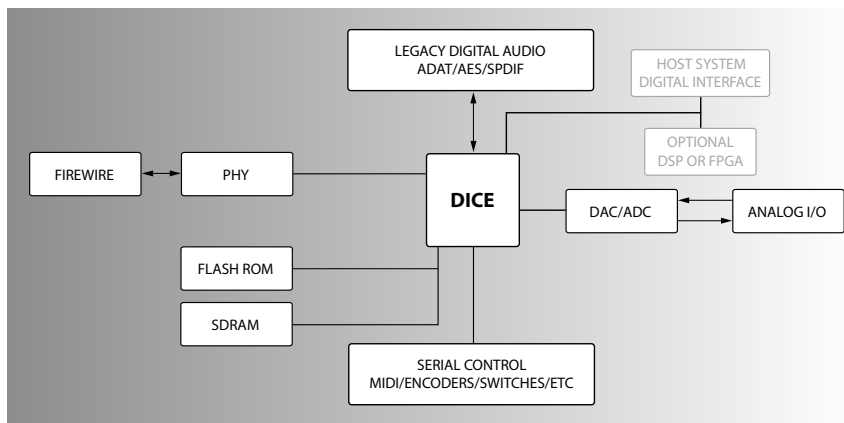 LEGACY DIGITAL AUDIO
ADAT/AES/SPDIF
HOST SYSTEM
DIGITAL INTERFACE
OPTIONAL
DSP OR FPGA
FIREWIRE
PHY
DICE
DAC/ADC
ANALOG I/O
FLASH ROM
SDRAM
SERIAL CONTROL
MIDI/ENCODERS/SWITCHES/ETC